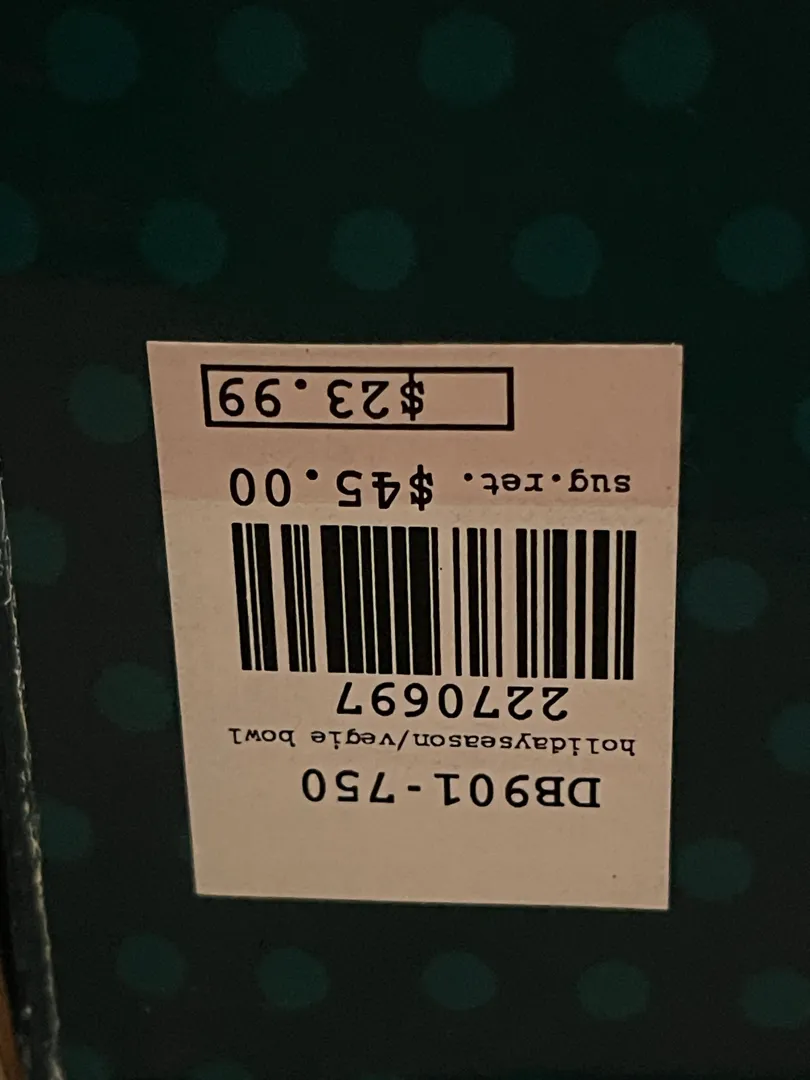 DB901-750
holidayseason/vegie bowl
2270697
sug.ret. $45.00
$23.99